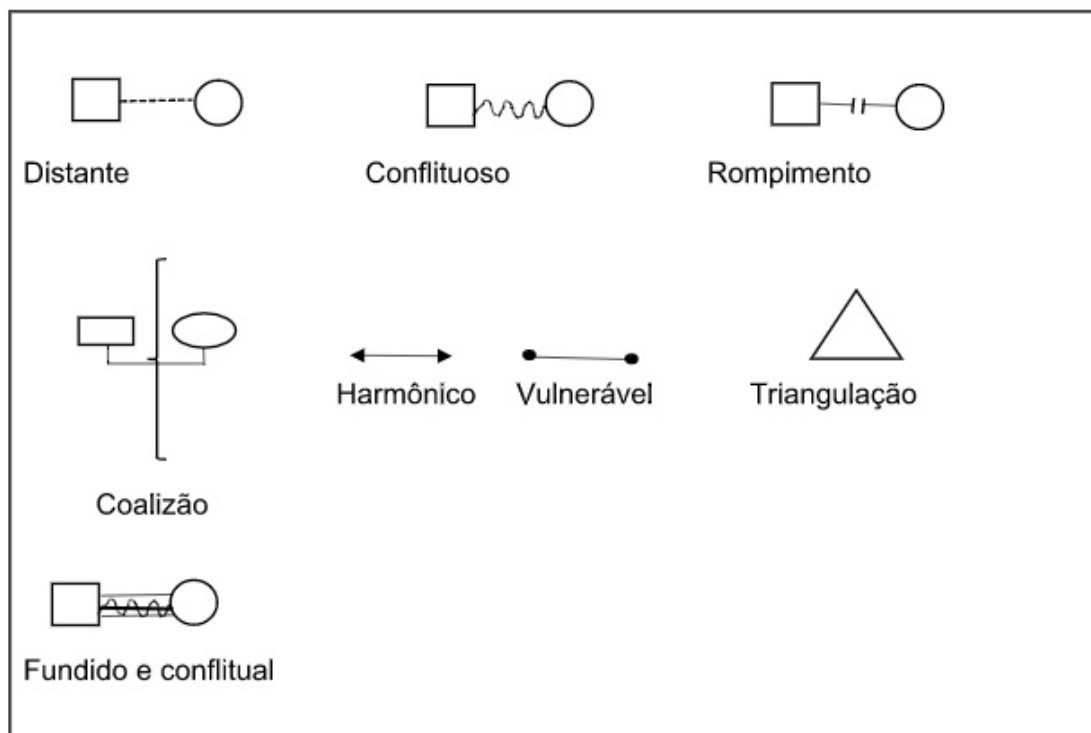 Distante
Conflituoso
Rompimento
Harmônico
Vulnerável
Triangulação
Coalizão
Fundido e conflitual